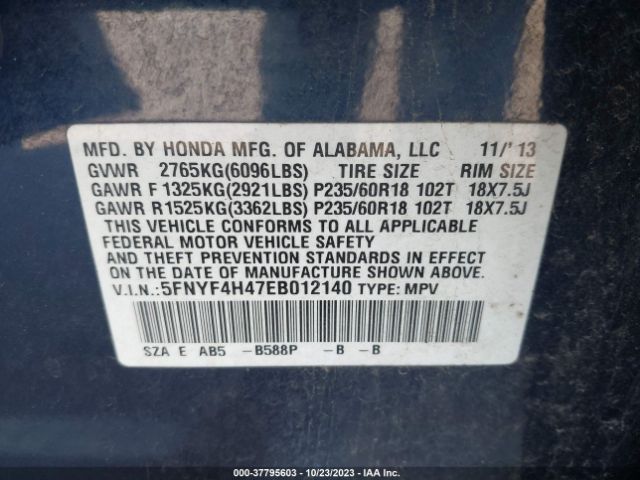 MFD. BY HONDA MFG. OF ALABAMA, LLC 11/'13
GVWR 2765KG(6096LBS) TIRE SIZE RIM SIZE
GAWR F 1325KG(2921LBS) P235/60R18 102T 18X7.5J
GAWR R 1525KG(3362LBS) P235/60R18 102T 18X7.5J
THIS VEHICLE CONFORMS TO ALL APPLICABLE
FEDERAL MOTOR VEHICLE SAFETY
AND THEFT PREVENTION STANDARDS IN EFFECT
ON THE DATE OF MANUFACTURE SHOWN ABOVE.
V.I.N.:5FNYF4H47EB012140 TYPE: MPV
SZA E AB5 -B588P -B -B
000-37795603 - 10/23/2023 - IAA Inc.